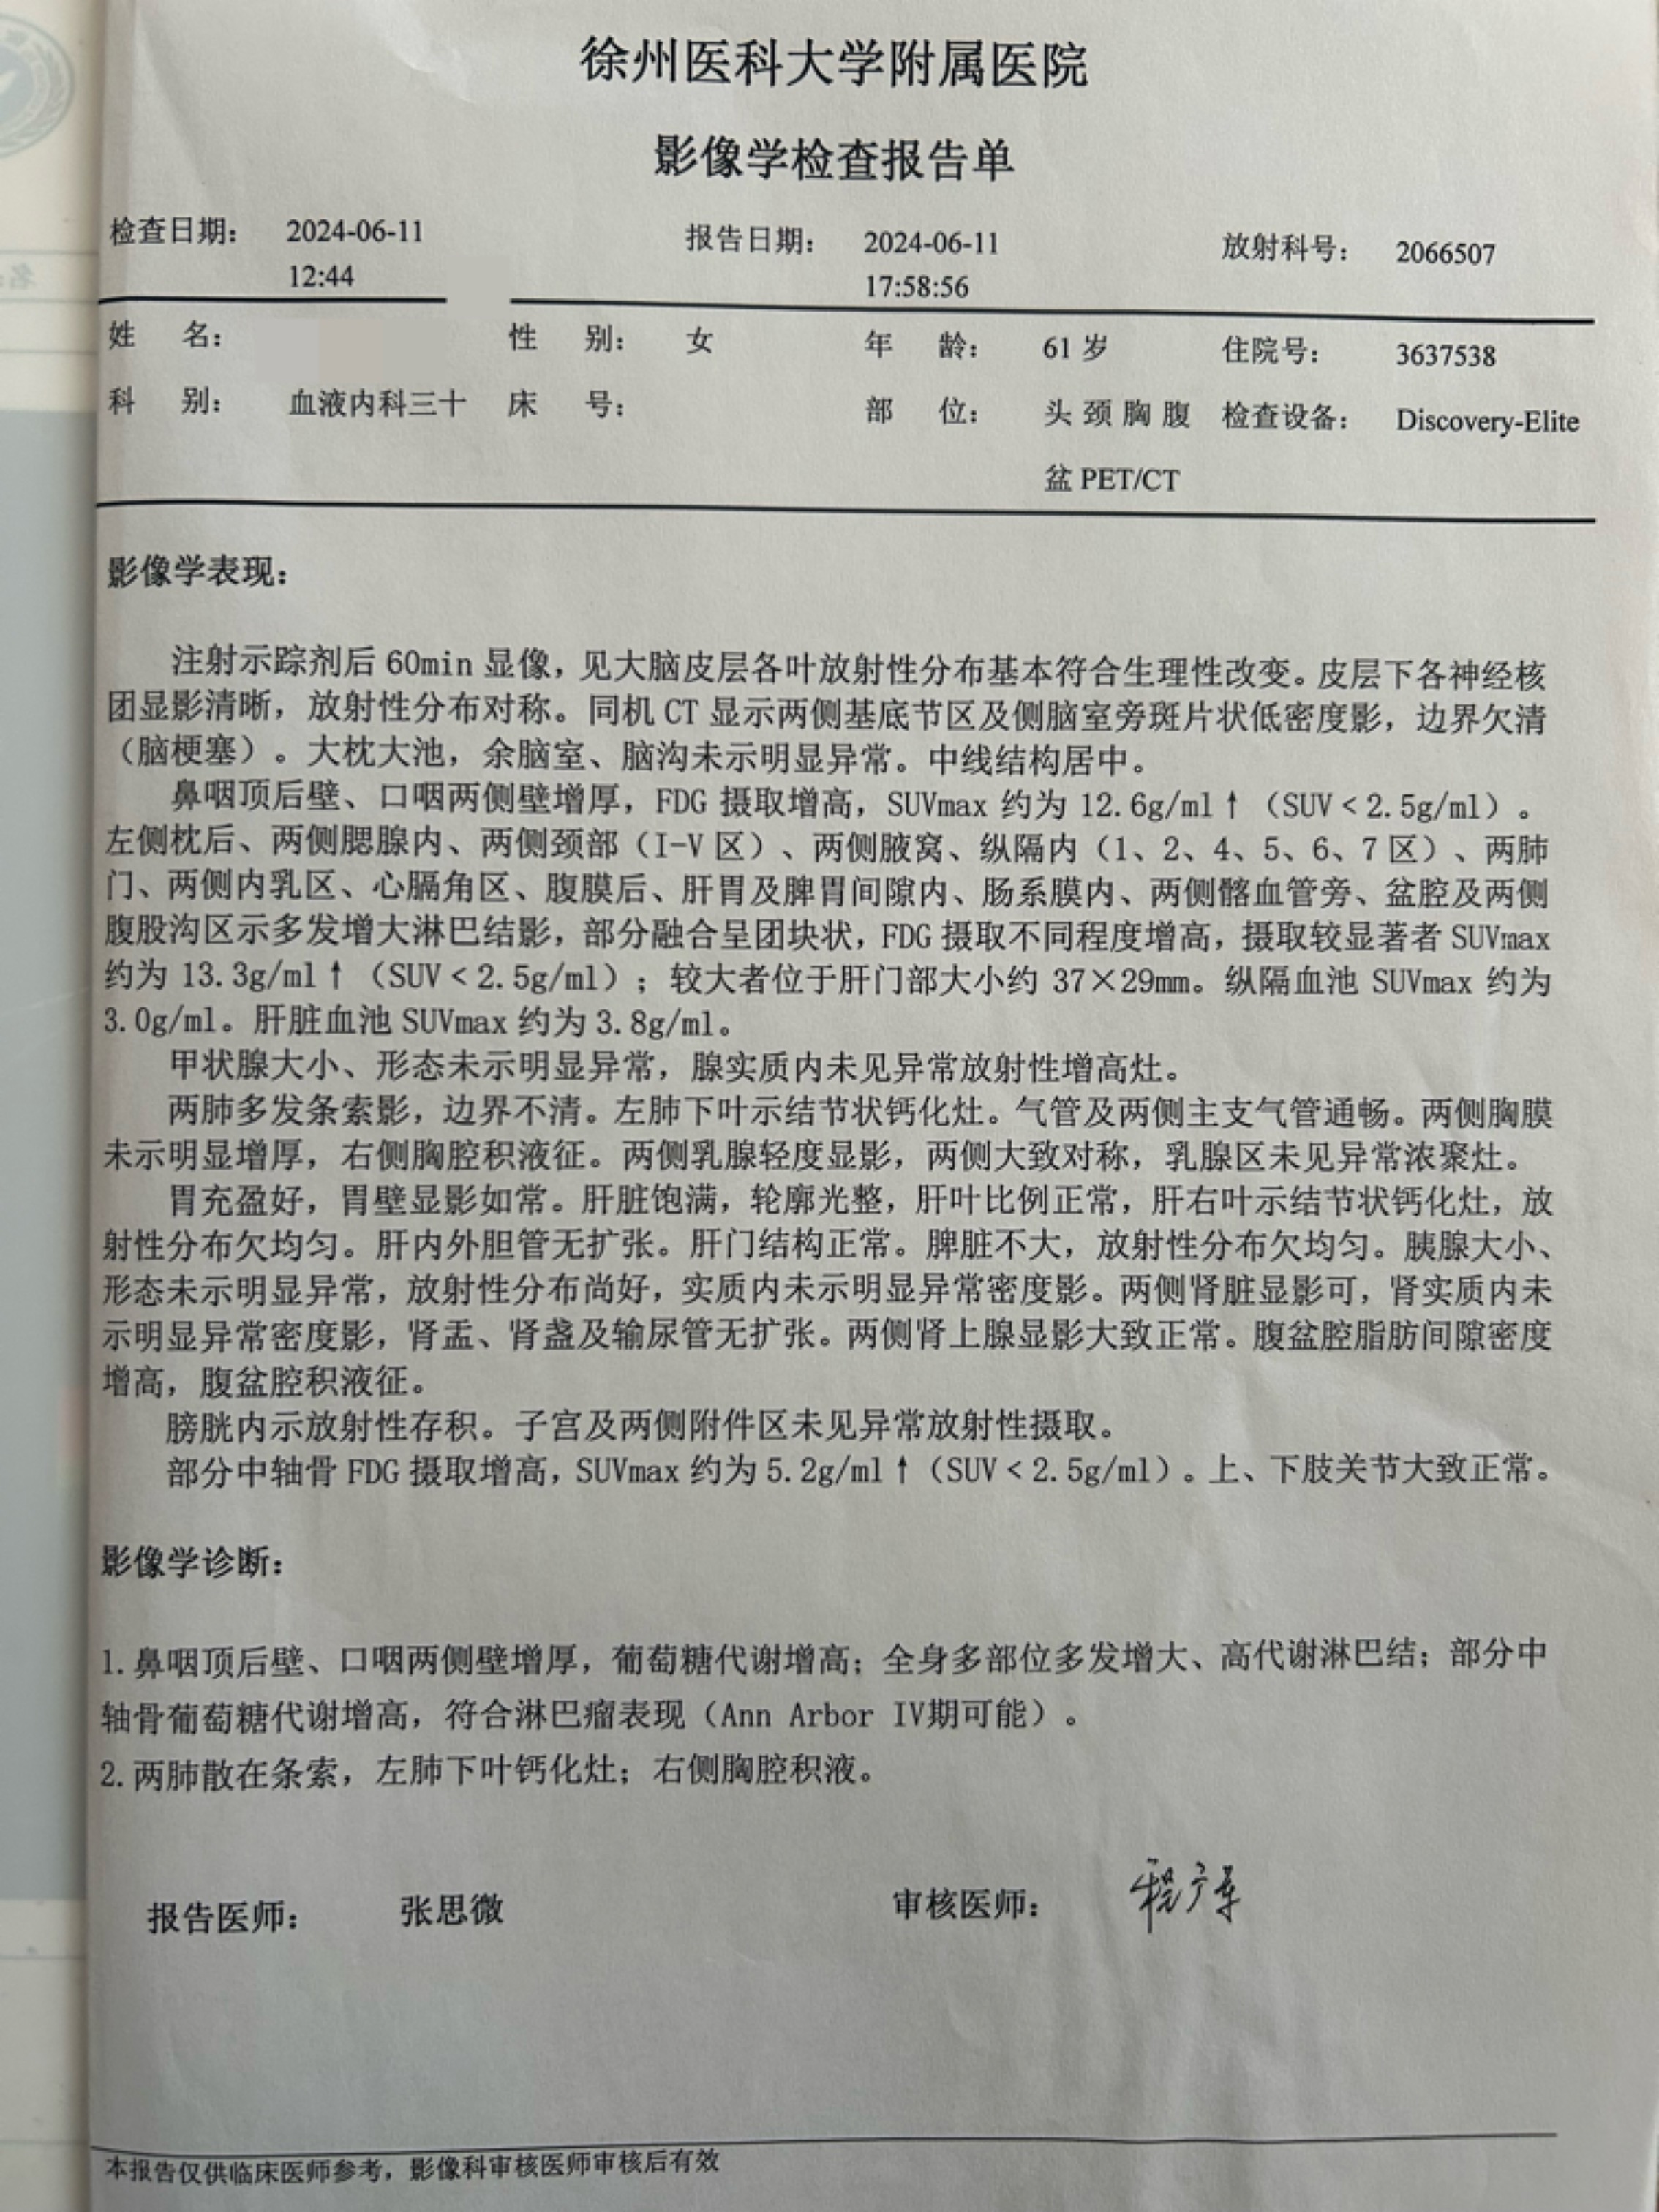 徐州医科大学附属医院
影像学检查报告单
检查日期： 2024-06-11 12:44 报告日期： 2024-06-11 17:58:56 放射科号： 2066507
姓 名： 性 别： 女 年 龄： 61 岁 住院号： 3637538
科 别： 血液内科三十 床 号： 部 位： 头颈胸腹 检查设备： Discovery-Elite
盆 PET/CT
影像学表现：
注射示踪剂后 60min 显像，见大脑皮层各叶放射性分布基本符合生理性改变。皮层下各神经核
团显影清晰，放射性分布对称。同机 CT 显示两侧基底节区及侧脑室旁斑片状低密度影，边界欠清
（脑梗塞）。大枕大池，余脑室、脑沟未示明显异常。中线结构居中。
鼻咽顶后壁、口咽两侧壁增厚，FDG 摄取增高，SUVmax 约为 12.6g/ml↑（SUV＜2.5g/ml）。
左侧枕后、两侧腮腺内、两侧颈部（I-V 区）、两侧腋窝、纵隔内（1、2、4、5、6、7 区）、两肺
门、两侧内乳区、心膈角区、腹膜后、肝胃及脾胃间隙内、肠系膜内、两侧髂血管旁、盆腔及两侧
腹股沟区示多发增大淋巴结影，部分融合呈团块状，FDG 摄取不同程度增高，摄取较显著者 SUVmax
约为 13.3g/ml↑（SUV＜2.5g/ml）；较大者位于肝门部大小约 37×29mm。纵隔血池 SUVmax 约为
3.0g/ml。肝脏血池 SUVmax 约为 3.8g/ml。
甲状腺大小、形态未示明显异常，腺实质内未见异常放射性增高灶。
两肺多发条索影，边界不清。左肺下叶示结节状钙化灶。气管及两侧主支气管通畅。两侧胸膜
未示明显增厚，右侧胸腔积液征。两侧乳腺轻度显影，两侧大致对称，乳腺区未见异常浓聚灶。
胃充盈好，胃壁显影如常。肝脏饱满，轮廓光整，肝叶比例正常，肝右叶示结节状钙化灶，放
射性分布欠均匀。肝内外胆管无扩张。肝门结构正常。脾脏不大，放射性分布欠均匀。胰腺大小、
形态未示明显异常，放射性分布尚好，实质内未示明显异常密度影。两侧肾脏显影可，肾实质内未
示明显异常密度影，肾盂、肾盏及输尿管无扩张。两侧肾上腺显影大致正常。腹盆腔脂肪间隙密度
增高，腹盆腔积液征。
膀胱内示放射性存积。子宫及两侧附件区未见异常放射性摄取。
部分中轴骨 FDG 摄取增高，SUVmax 约为 5.2g/ml↑（SUV＜2.5g/ml）。上、下肢关节大致正常。
影像学诊断：
1.鼻咽顶后壁、口咽两侧壁增厚，葡萄糖代谢增高；全身多部位多发增大、高代谢淋巴结；部分中
轴骨葡萄糖代谢增高，符合淋巴瘤表现（Ann Arbor IV期可能）。
2.两肺散在条索，左肺下叶钙化灶；右侧胸腔积液。
报告医师： 张思微 审核医师：
本报告仅供临床医师参考，影像科审核医师审核后有效